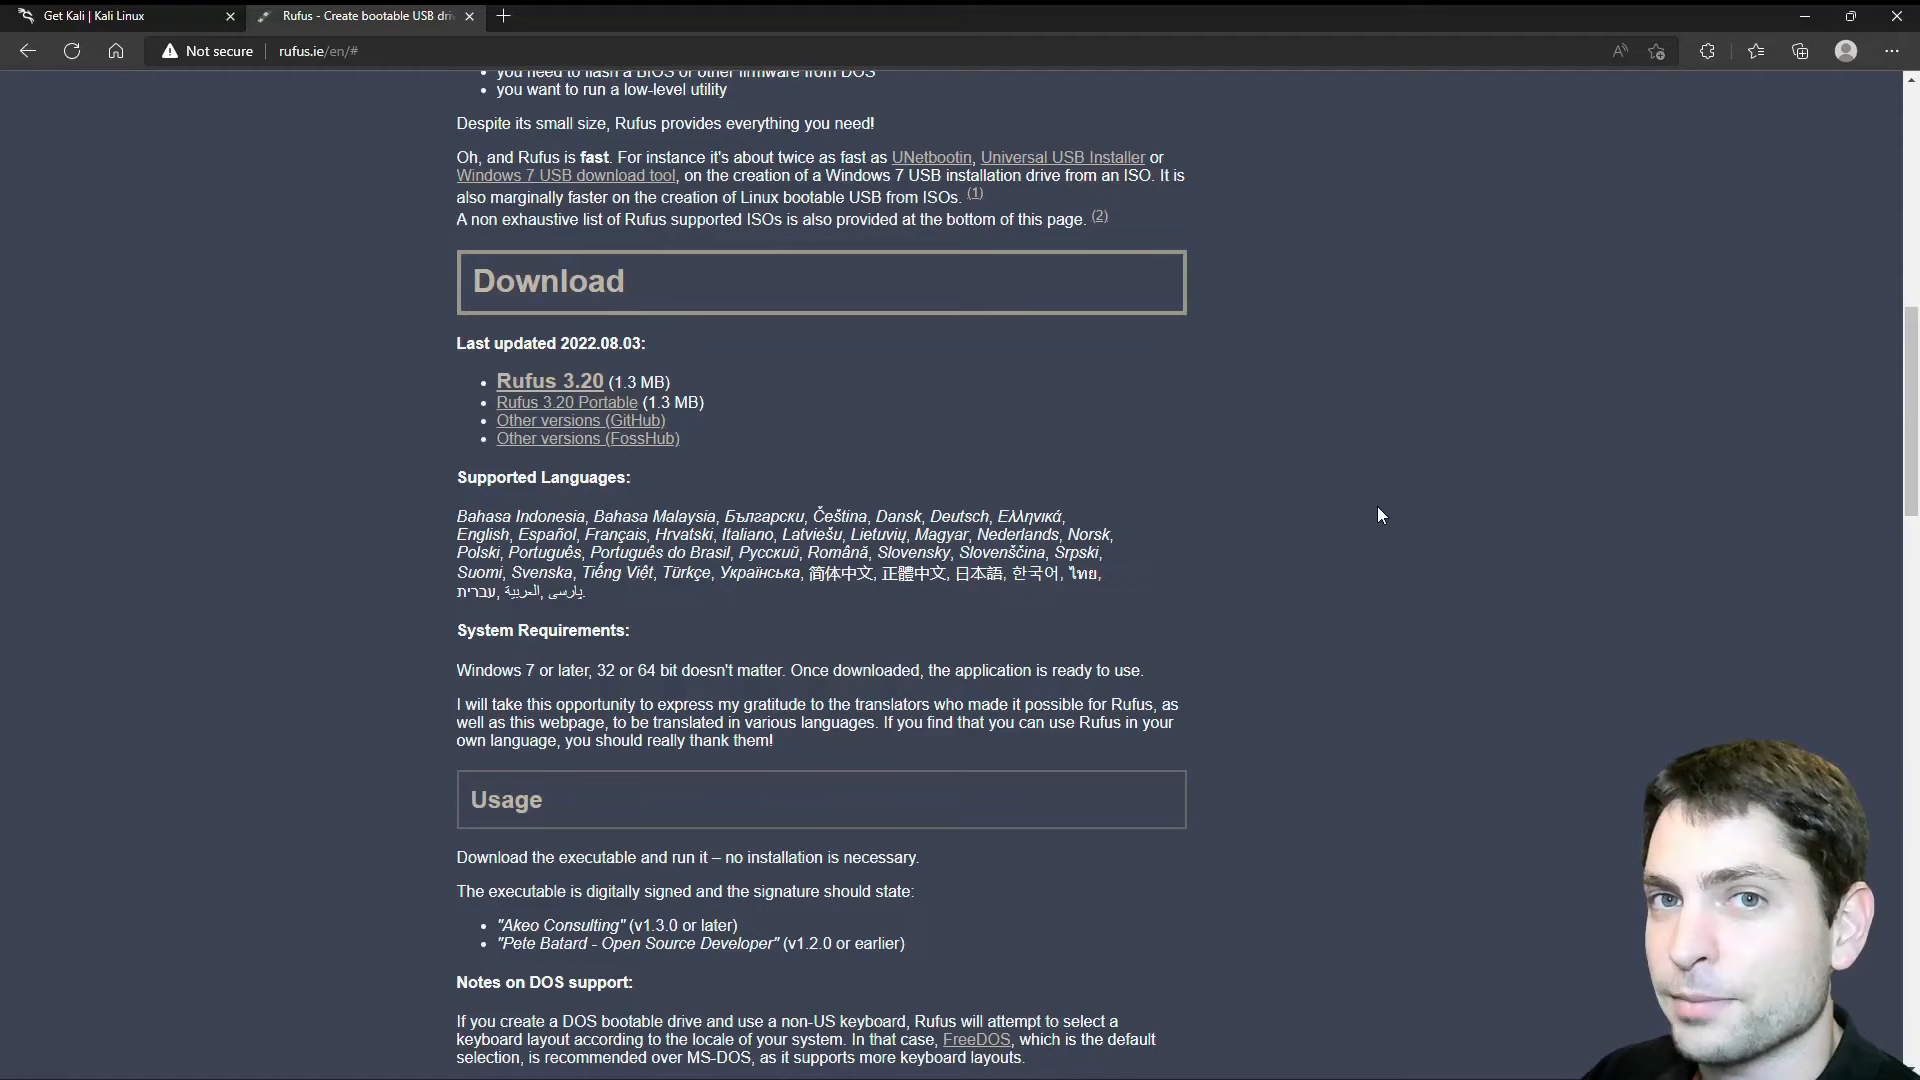 Get Kali | Kali Linux
Rufus - Create bootable USB dri
Not secure
rufus.ie/en/#
you need to flash a BIOS or other firmware from DOS
you want to run a low-level utility
Despite its small size, Rufus provides everything you need!
Oh, and Rufus is fast. For instance it's about twice as fast as UNetbootin, Universal USB Installer or
Windows 7 USB download tool, on the creation of a Windows 7 USB installation drive from an ISO. It is
also marginally faster on the creation of Linux bootable USB from ISOs. (1)
A non exhaustive list of Rufus supported ISOs is also provided at the bottom of this page. (2)
Download
Last updated 2022.08.03:
Rufus 3.20 (1.3 MB)
Rufus 3.20 Portable (1.3 MB)
Other versions (GitHub)
Other versions (FossHub)
Supported Languages:
Bahasa Indonesia, Bahasa Malaysia, Български, Čeština, Dansk, Deutsch, Ελληνικά,
English, Español, Français, Hrvatski, Italiano, Latviešu, Lietuvių, Magyar, Nederlands, Norsk,
Polski, Português, Português do Brasil, Русский, Română, Slovensky, Slovenščina, Srpski,
Suomi, Svenska, Tiếng Việt, Türkçe, Українська, 简体中文, 正體中文, 日本語, 한국어, ไทย,
עברית, العربية, پارسی.
System Requirements:
Windows 7 or later, 32 or 64 bit doesn't matter. Once downloaded, the application is ready to use.
I will take this opportunity to express my gratitude to the translators who made it possible for Rufus, as
well as this webpage, to be translated in various languages. If you find that you can use Rufus in your
own language, you should really thank them!
Usage
Download the executable and run it – no installation is necessary.
The executable is digitally signed and the signature should state:
"Akeo Consulting" (v1.3.0 or later)
"Pete Batard - Open Source Developer" (v1.2.0 or earlier)
Notes on DOS support:
If you create a DOS bootable drive and use a non-US keyboard, Rufus will attempt to select a
keyboard layout according to the locale of your system. In that case, FreeDOS, which is the default
selection, is recommended over MS-DOS, as it supports more keyboard layouts.